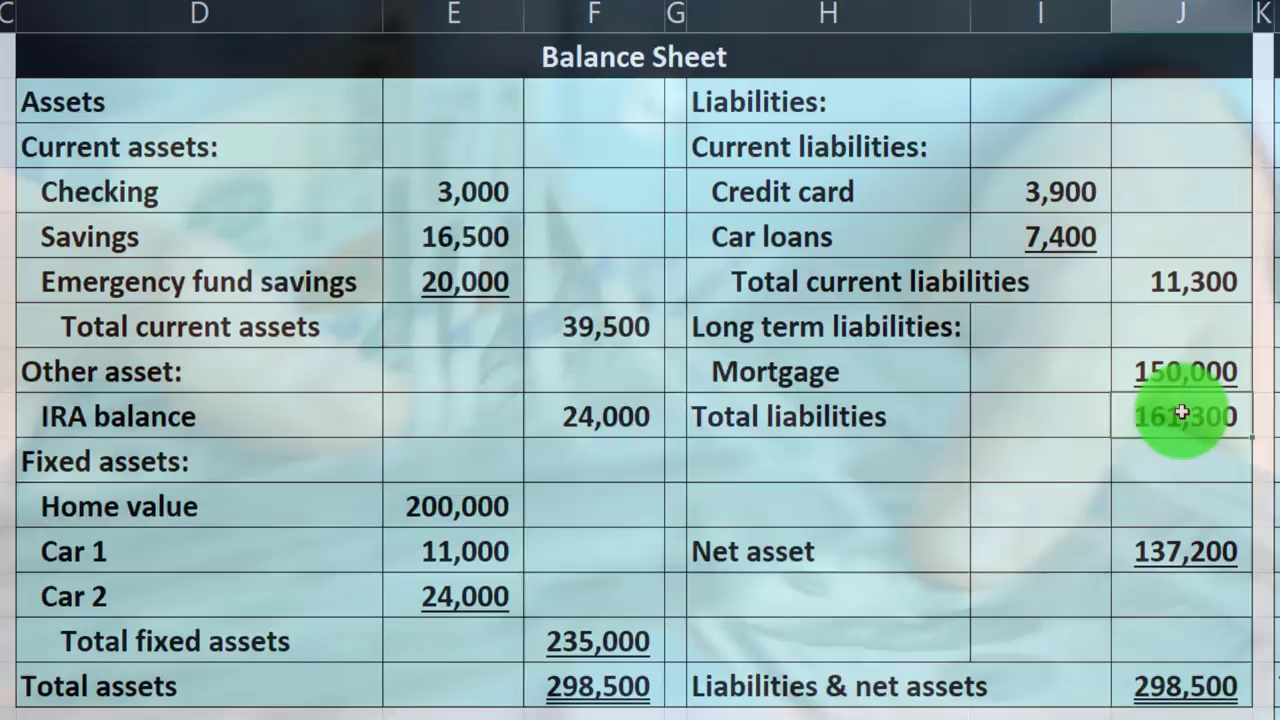 C D E F G H I J K
Balance Sheet
Assets Liabilities:
Current assets: Current liabilities:
Checking 3,000 Credit card 3,900
Savings 16,500 Car loans 7,400
Emergency fund savings 20,000 Total current liabilities 11,300
Total current assets 39,500 Long term liabilities:
Other asset: Mortgage 150,000
IRA balance 24,000 Total liabilities 161,300
Fixed assets:
Home value 200,000
Car 1 11,000 Net asset 137,200
Car 2 24,000
Total fixed assets 235,000
Total assets 298,500 Liabilities & net assets 298,500